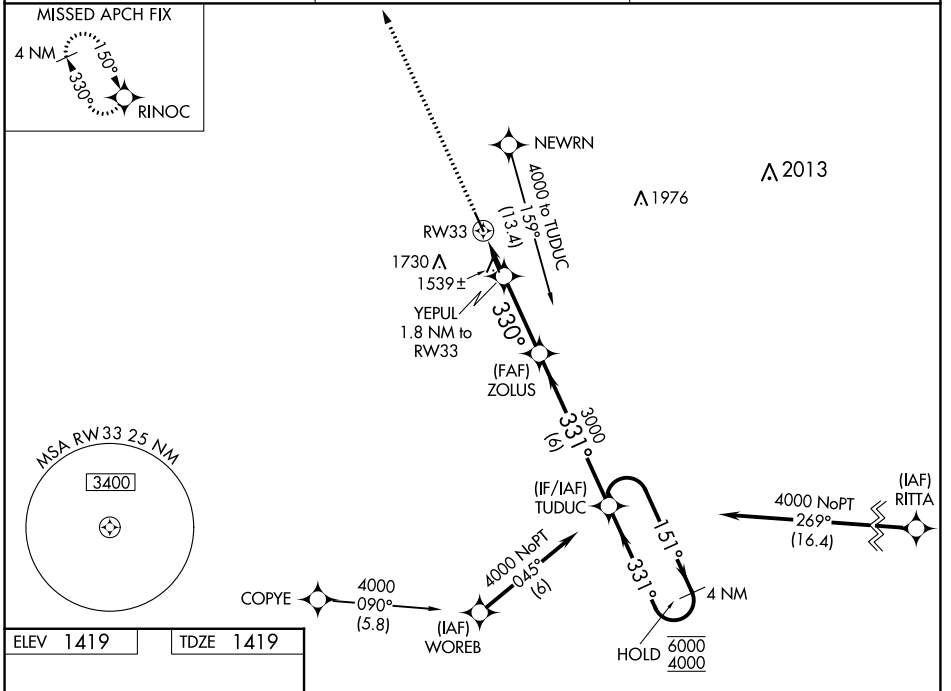 MISSED APCH FIX
4 NM
150°
330°
RINOC
NEWRN
4000 to TUDUC
159°
(13.4)
2013
1976
RW33
1730
1539±
YEPUL
1.8 NM to
RW33
330°
(FAF)
ZOLUS
3000
331°
(6)
MSA RW33 25 NM
3400
(IF/IAF)
TUDUC
151°
331°
4 NM
HOLD
6000
4000
4000 NoPT
269°
(16.4)
(IAF)
RITTA
4000 NoPT
045°
(6)
COPYE
4000
090°
(5.8)
(IAF)
WOREB
ELEV 1419
TDZE 1419